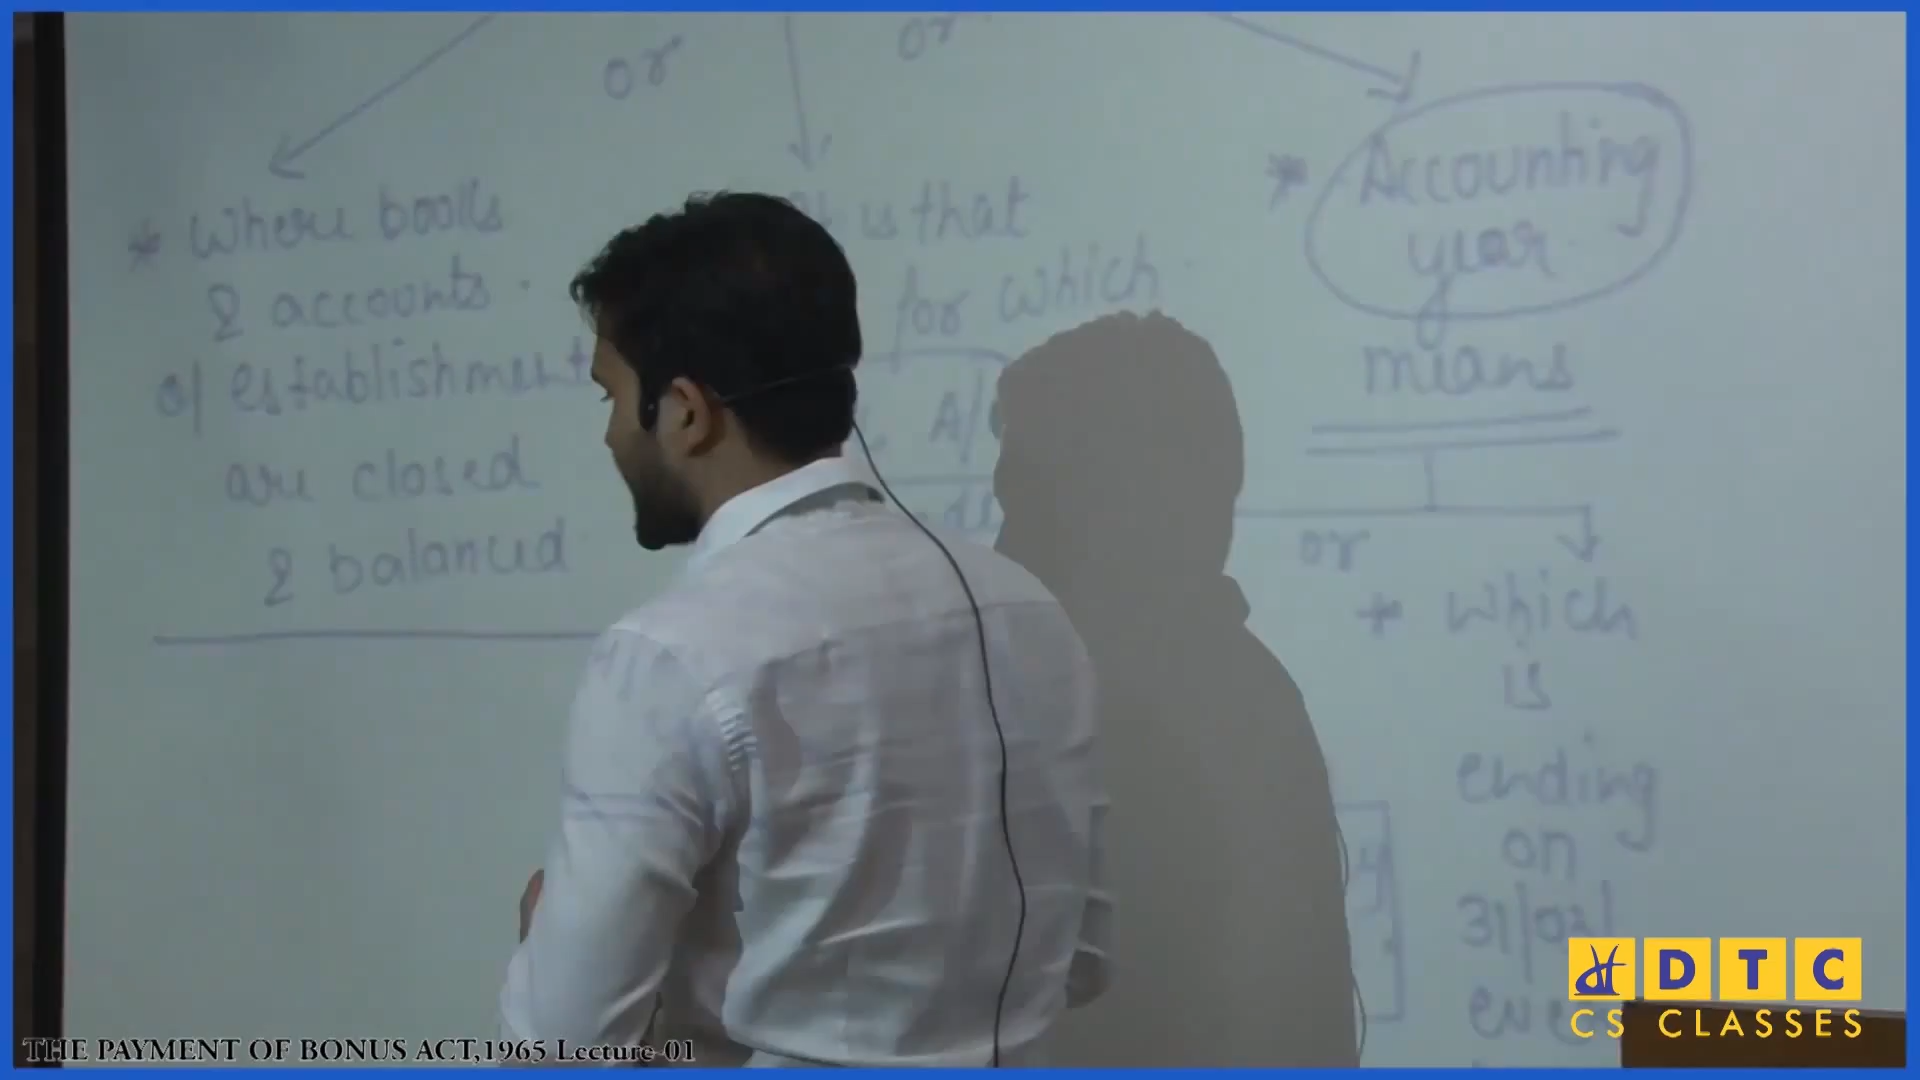 or
or
* where books
& accounts
of establishment
are closed
& balanced
is that
for which
A/
* Accounting
year
means
or
* which
is
ending
on
31/03/
eve
DTC
CS CLASSES
THE PAYMENT OF BONUS ACT,1965 Lecture-01